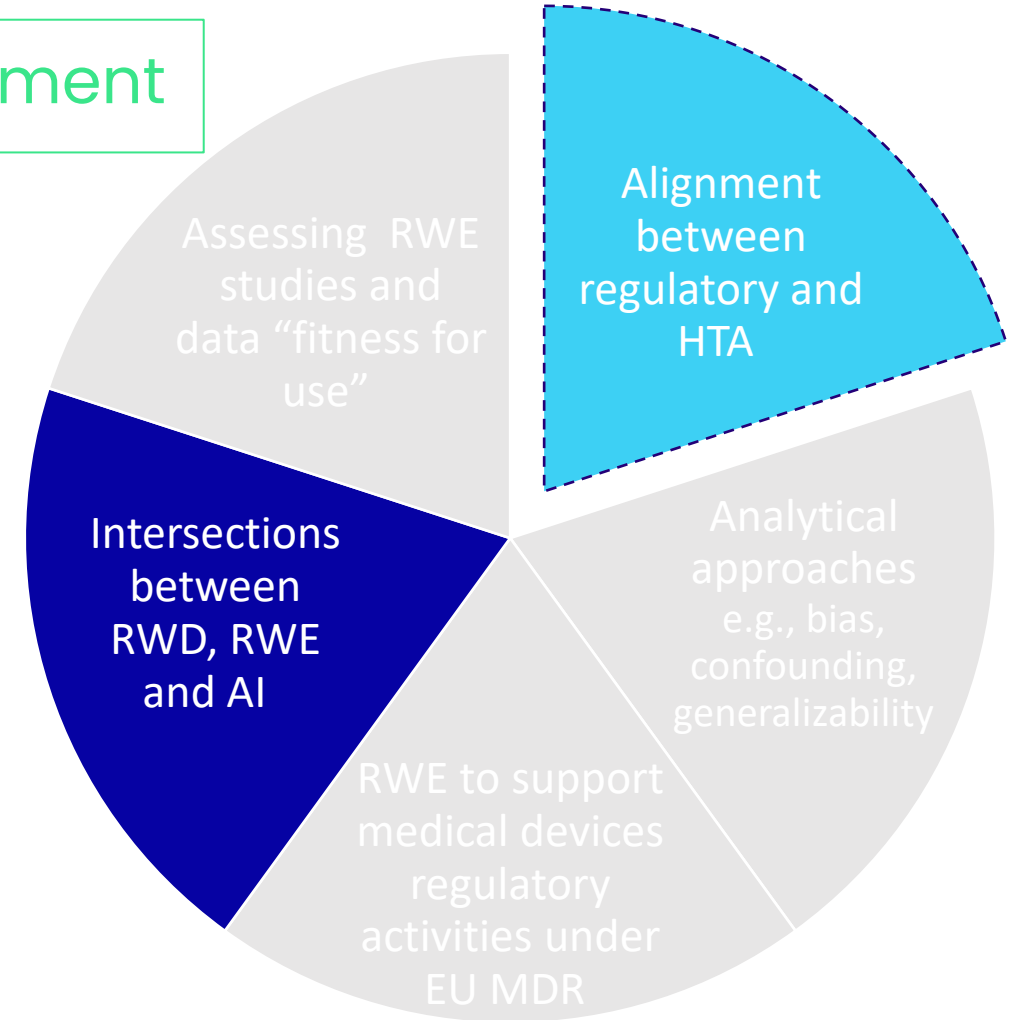 ment
Alignment
between
regulatory and
HTA
Assessing RWE
studies and
data “fitness for
use”
Intersections
between
RWD, RWE
and AI
Analytical
approaches
e.g., bias,
confounding,
generalizability
RWE to support
medical devices
regulatory
activities under
EU MDR